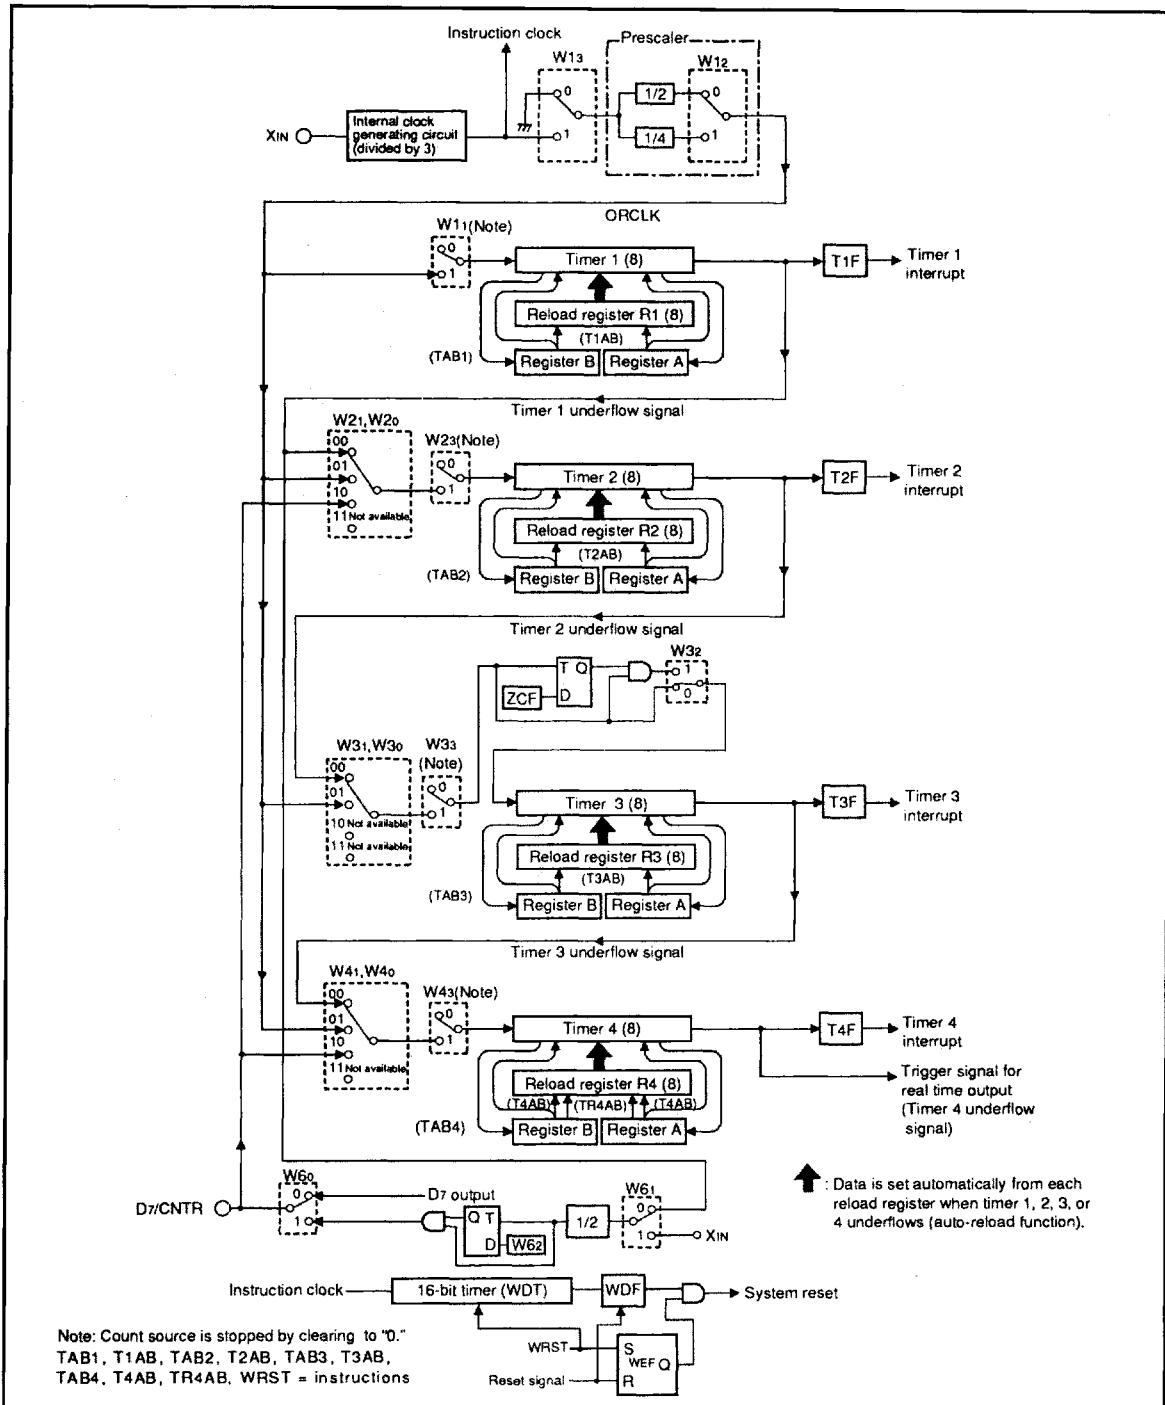 Instruction clock
Prescaler
W13
W12
0
1/2
0
XIN
Internal clock
generating circuit
(divided by 3)
1
1/4
1
ORCLK
W11(Note)
0
1
Timer 1 (8)
T1F
Timer 1
interrupt
Reload register R1 (8)
(T1AB)
(TAB1)
Register B
Register A
Timer 1 underflow signal
W21, W20
00
01
10
11 Not available
W23(Note)
0
1
Timer 2 (8)
T2F
Timer 2
interrupt
Reload register R2 (8)
(T2AB)
(TAB2)
Register B
Register A
Timer 2 underflow signal
W32
T Q
D
ZCF
1
0
W31, W30
00
01
10 Not available
11 Not available
W33
(Note)
0
1
Timer 3 (8)
T3F
Timer 3
interrupt
Reload register R3 (8)
(T3AB)
(TAB3)
Register B
Register A
Timer 3 underflow signal
W41, W40
00
01
10
11 Not available
W43(Note)
0
1
Timer 4 (8)
T4F
Timer 4
interrupt
Trigger signal for
real time output
(Timer 4 underflow
signal)
Reload register R4 (8)
(T4AB)
(TR4AB)
(T4AB)
(TAB4)
Register B
Register A
: Data is set automatically from each
reload register when timer 1, 2, 3, or
4 underflows (auto-reload function).
D7/CNTR
W60
0
1
D7 output
Q T
D
W62
1/2
W61
0
1
XIN
Instruction clock
16-bit timer (WDT)
WDF
System reset
WRST
S
WEF Q
R
Reset signal
Note: Count source is stopped by clearing to "0."
TAB1, T1AB, TAB2, T2AB, TAB3, T3AB,
TAB4, T4AB, TR4AB, WRST = instructions